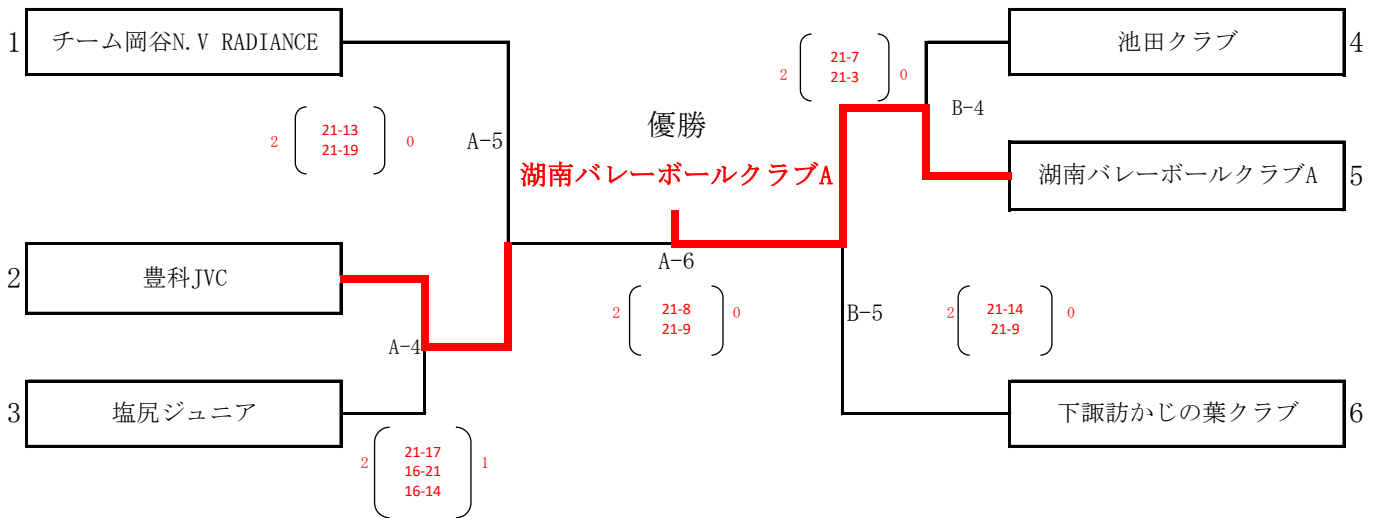 1
チーム岡谷N.V RADIANCE
2
21-13
21-19
0
A-5
2
豊科JVC
A-4
3
塩尻ジュニア
2
21-17
16-21
16-14
1
優勝
湖南バレーボールクラブA
A-6
2
21-8
21-9
0
2
21-7
21-3
0
池田クラブ
4
B-4
湖南バレーボールクラブA
5
B-5
2
21-14
21-9
0
下諏訪かじの葉クラブ
6